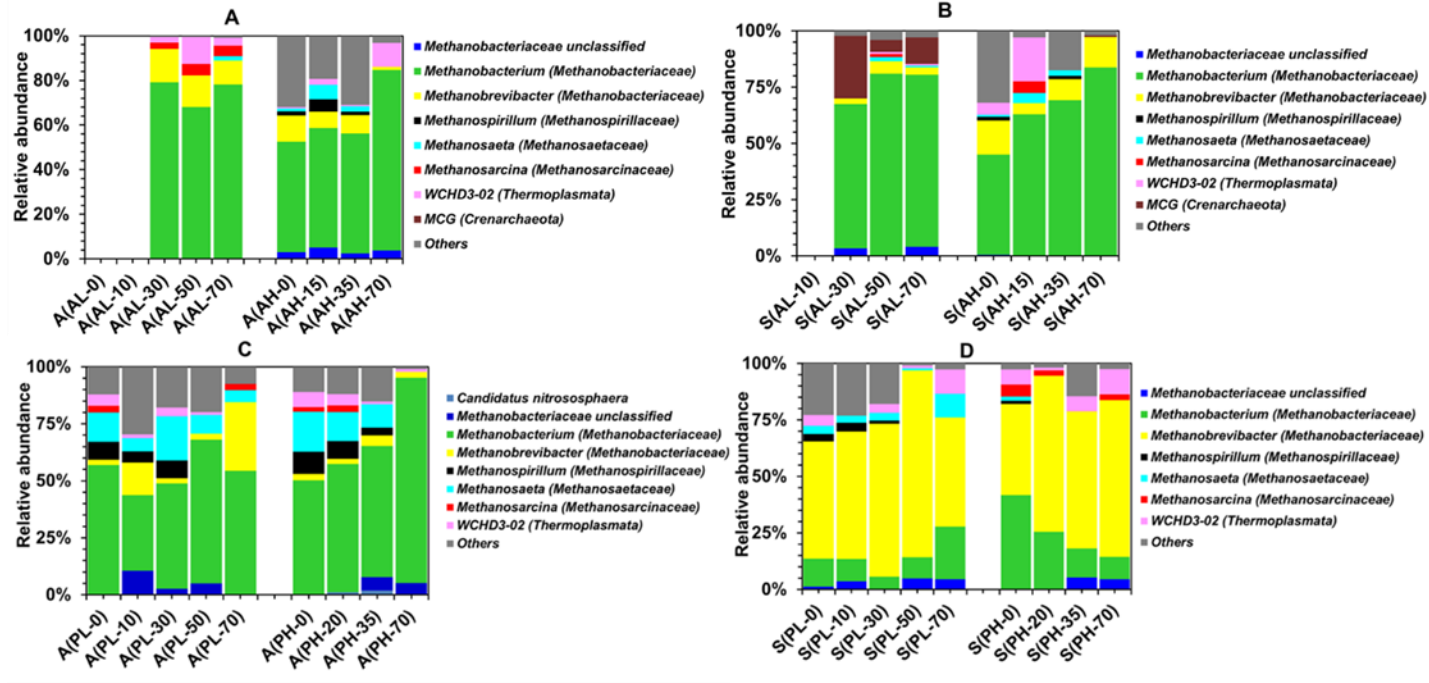 A
Relative abundance
100%
80%
60%
40%
20%
0%
A(AL-0)
A(AL-10)
A(AL-30)
A(AL-50)
A(AL-70)
A(AH-0)
A(AH-15)
A(AH-35)
A(AH-70)
Methanobacteriaceae unclassified
Methanobacterium (Methanobacteriaceae)
Methanobrevibacter (Methanobacteriaceae)
Methanospirillum (Methanospirillaceae)
Methanosaeta (Methanosaetaceae)
Methanosarcina (Methanosarcinaceae)
WCHD3-02 (Thermoplasmata)
MCG (Crenarchaeota)
Others
B
Relative abundance
100%
75%
50%
25%
0%
S(AL-10)
S(AL-30)
S(AL-50)
S(AL-70)
S(AH-0)
S(AH-15)
S(AH-35)
S(AH-70)
Methanobacteriaceae unclassified
Methanobacterium (Methanobacteriaceae)
Methanobrevibacter (Methanobacteriaceae)
Methanospirillum (Methanospirillaceae)
Methanosaeta (Methanosaetaceae)
Methanosarcina (Methanosarcinaceae)
WCHD3-02 (Thermoplasmata)
MCG (Crenarchaeota)
Others
C
Relative abundance
100%
75%
50%
25%
0%
A(PL-0)
A(PL-10)
A(PL-30)
A(PL-50)
A(PL-70)
A(PH-0)
A(PH-20)
A(PH-35)
A(PH-70)
Candidatus nitrososphaera
Methanobacteriaceae unclassified
Methanobacterium (Methanobacteriaceae)
Methanobrevibacter (Methanobacteriaceae)
Methanospirillum (Methanospirillaceae)
Methanosaeta (Methanosaetaceae)
Methanosarcina (Methanosarcinaceae)
WCHD3-02 (Thermoplasmata)
Others
D
Relative abundance
100%
75%
50%
25%
0%
S(PL-0)
S(PL-10)
S(PL-30)
S(PL-50)
S(PL-70)
S(PH-0)
S(PH-20)
S(PH-35)
S(PH-70)
Methanobacteriaceae unclassified
Methanobacterium (Methanobacteriaceae)
Methanobrevibacter (Methanobacteriaceae)
Methanospirillum (Methanospirillaceae)
Methanosaeta (Methanosaetaceae)
Methanosarcina (Methanosarcinaceae)
WCHD3-02 (Thermoplasmata)
Others